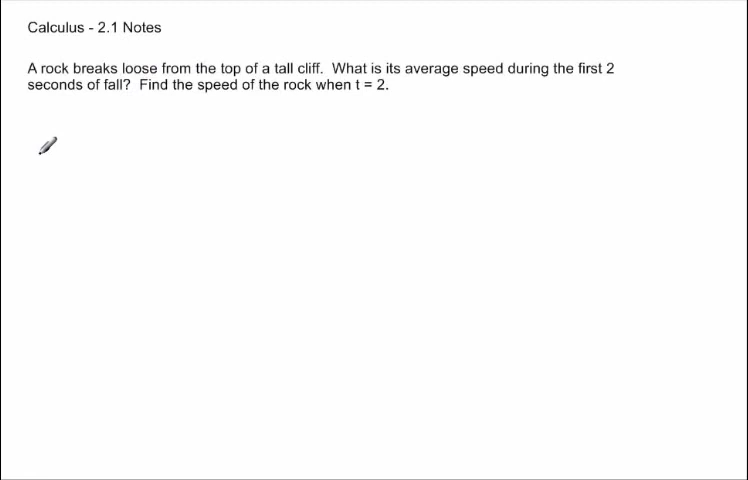 Calculus - 2.1 Notes
A rock breaks loose from the top of a tall cliff.  What is its average speed during the first 2
seconds of fall?  Find the speed of the rock when t = 2.